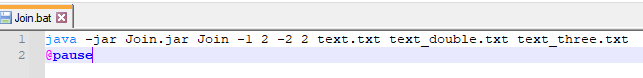 Join.bat
1 java -jar Join.jar Join -1 2 -2 2 text.txt text_double.txt text_three.txt
2 @pause